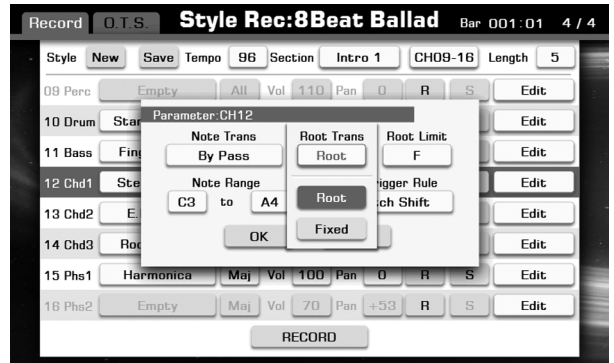 Record O.T.S. Style Rec:8Beat Ballad Bar 001:01 4/4
Style New Save Tempo 96 Section Intro 1 CH09-16 Length 5
09 Perc Empty All Vol 110 Pan 0 R S Edit
Parameter:CH12
10 Drum Edit
Note Trans Root Trans Root Limit
11 Bass By Pass Root F Edit
12 Chd1 Edit
Note Range Rule
C3 to A4 Root Shift
13 Chd2 E. Edit
OK Fixed
14 Chd3 Edit
15 Phs1 Harmonica Maj Vol 100 Pan 0 R S Edit
16 Phs2 Empty Maj Vol 70 Pan +53 R S Edit
RECORD